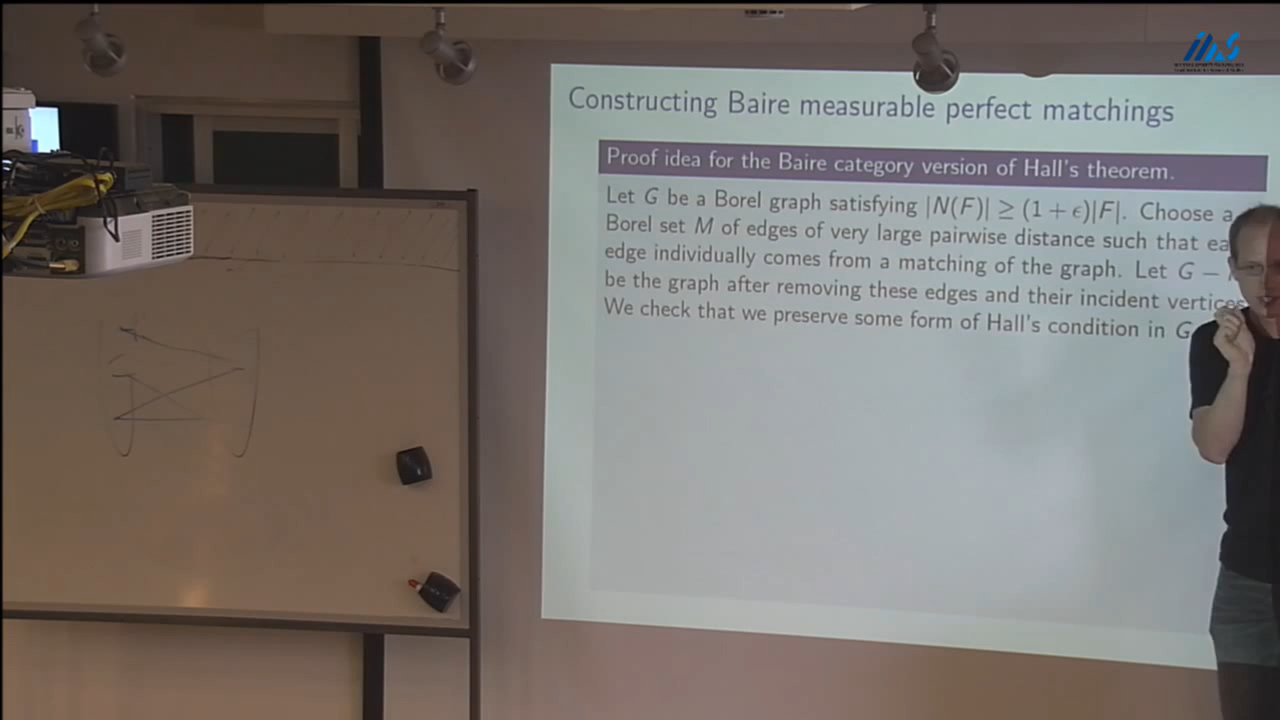 Constructing Baire measurable perfect matchings
Proof idea for the Baire category version of Hall's theorem.
Let G be a Borel graph satisfying |N(F)| ≥ (1 + ϵ)|F|. Choose a
Borel set M of edges of very large pairwise distance such that ea
edge individually comes from a matching of the graph. Let G −
be the graph after removing these edges and their incident vertices
We check that we preserve some form of Hall's condition in G